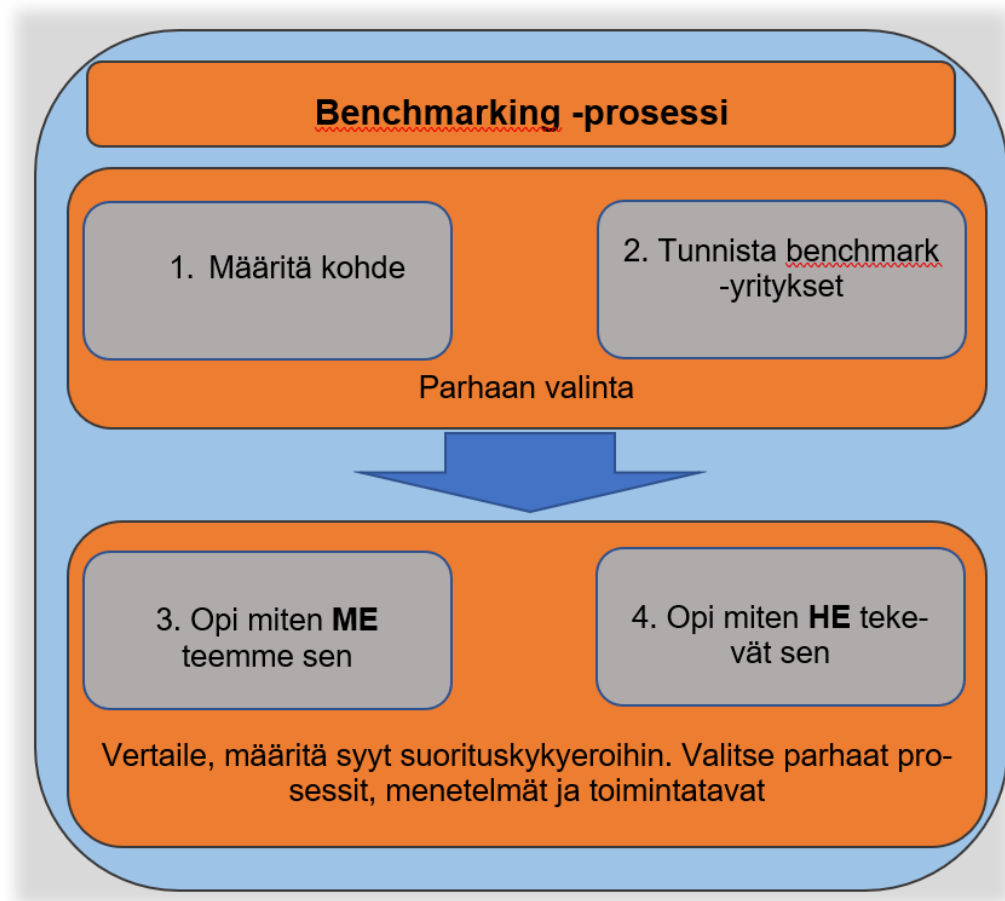 Benchmarking -prosessi
1. Määritä kohde
2. Tunnista benchmark
-yritykset
Parhaan valinta
3. Opi miten ME
teemme sen
4. Opi miten HE teke-
vät sen
Vertaile, määritä syyt suorituskykyeroihin. Valitse parhaat pro-
sessit, menetelmät ja toimintatavat